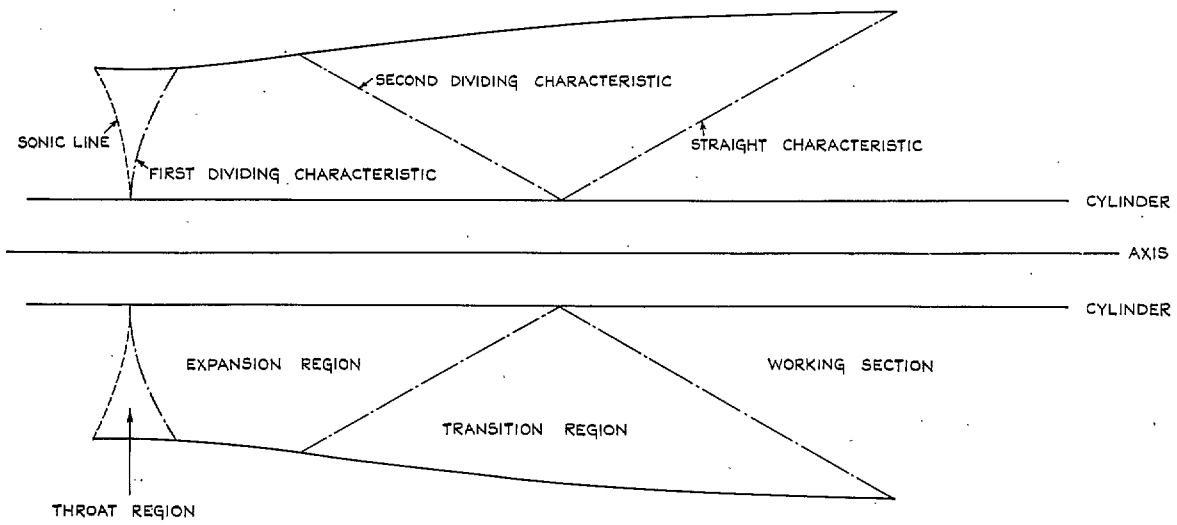 SECOND DIVIDING CHARACTERISTIC
SONIC LINE
STRAIGHT CHARACTERISTIC
FIRST DIVIDING CHARACTERISTIC
CYLINDER
AXIS
CYLINDER
EXPANSION REGION
WORKING SECTION
TRANSITION REGION
THROAT REGION